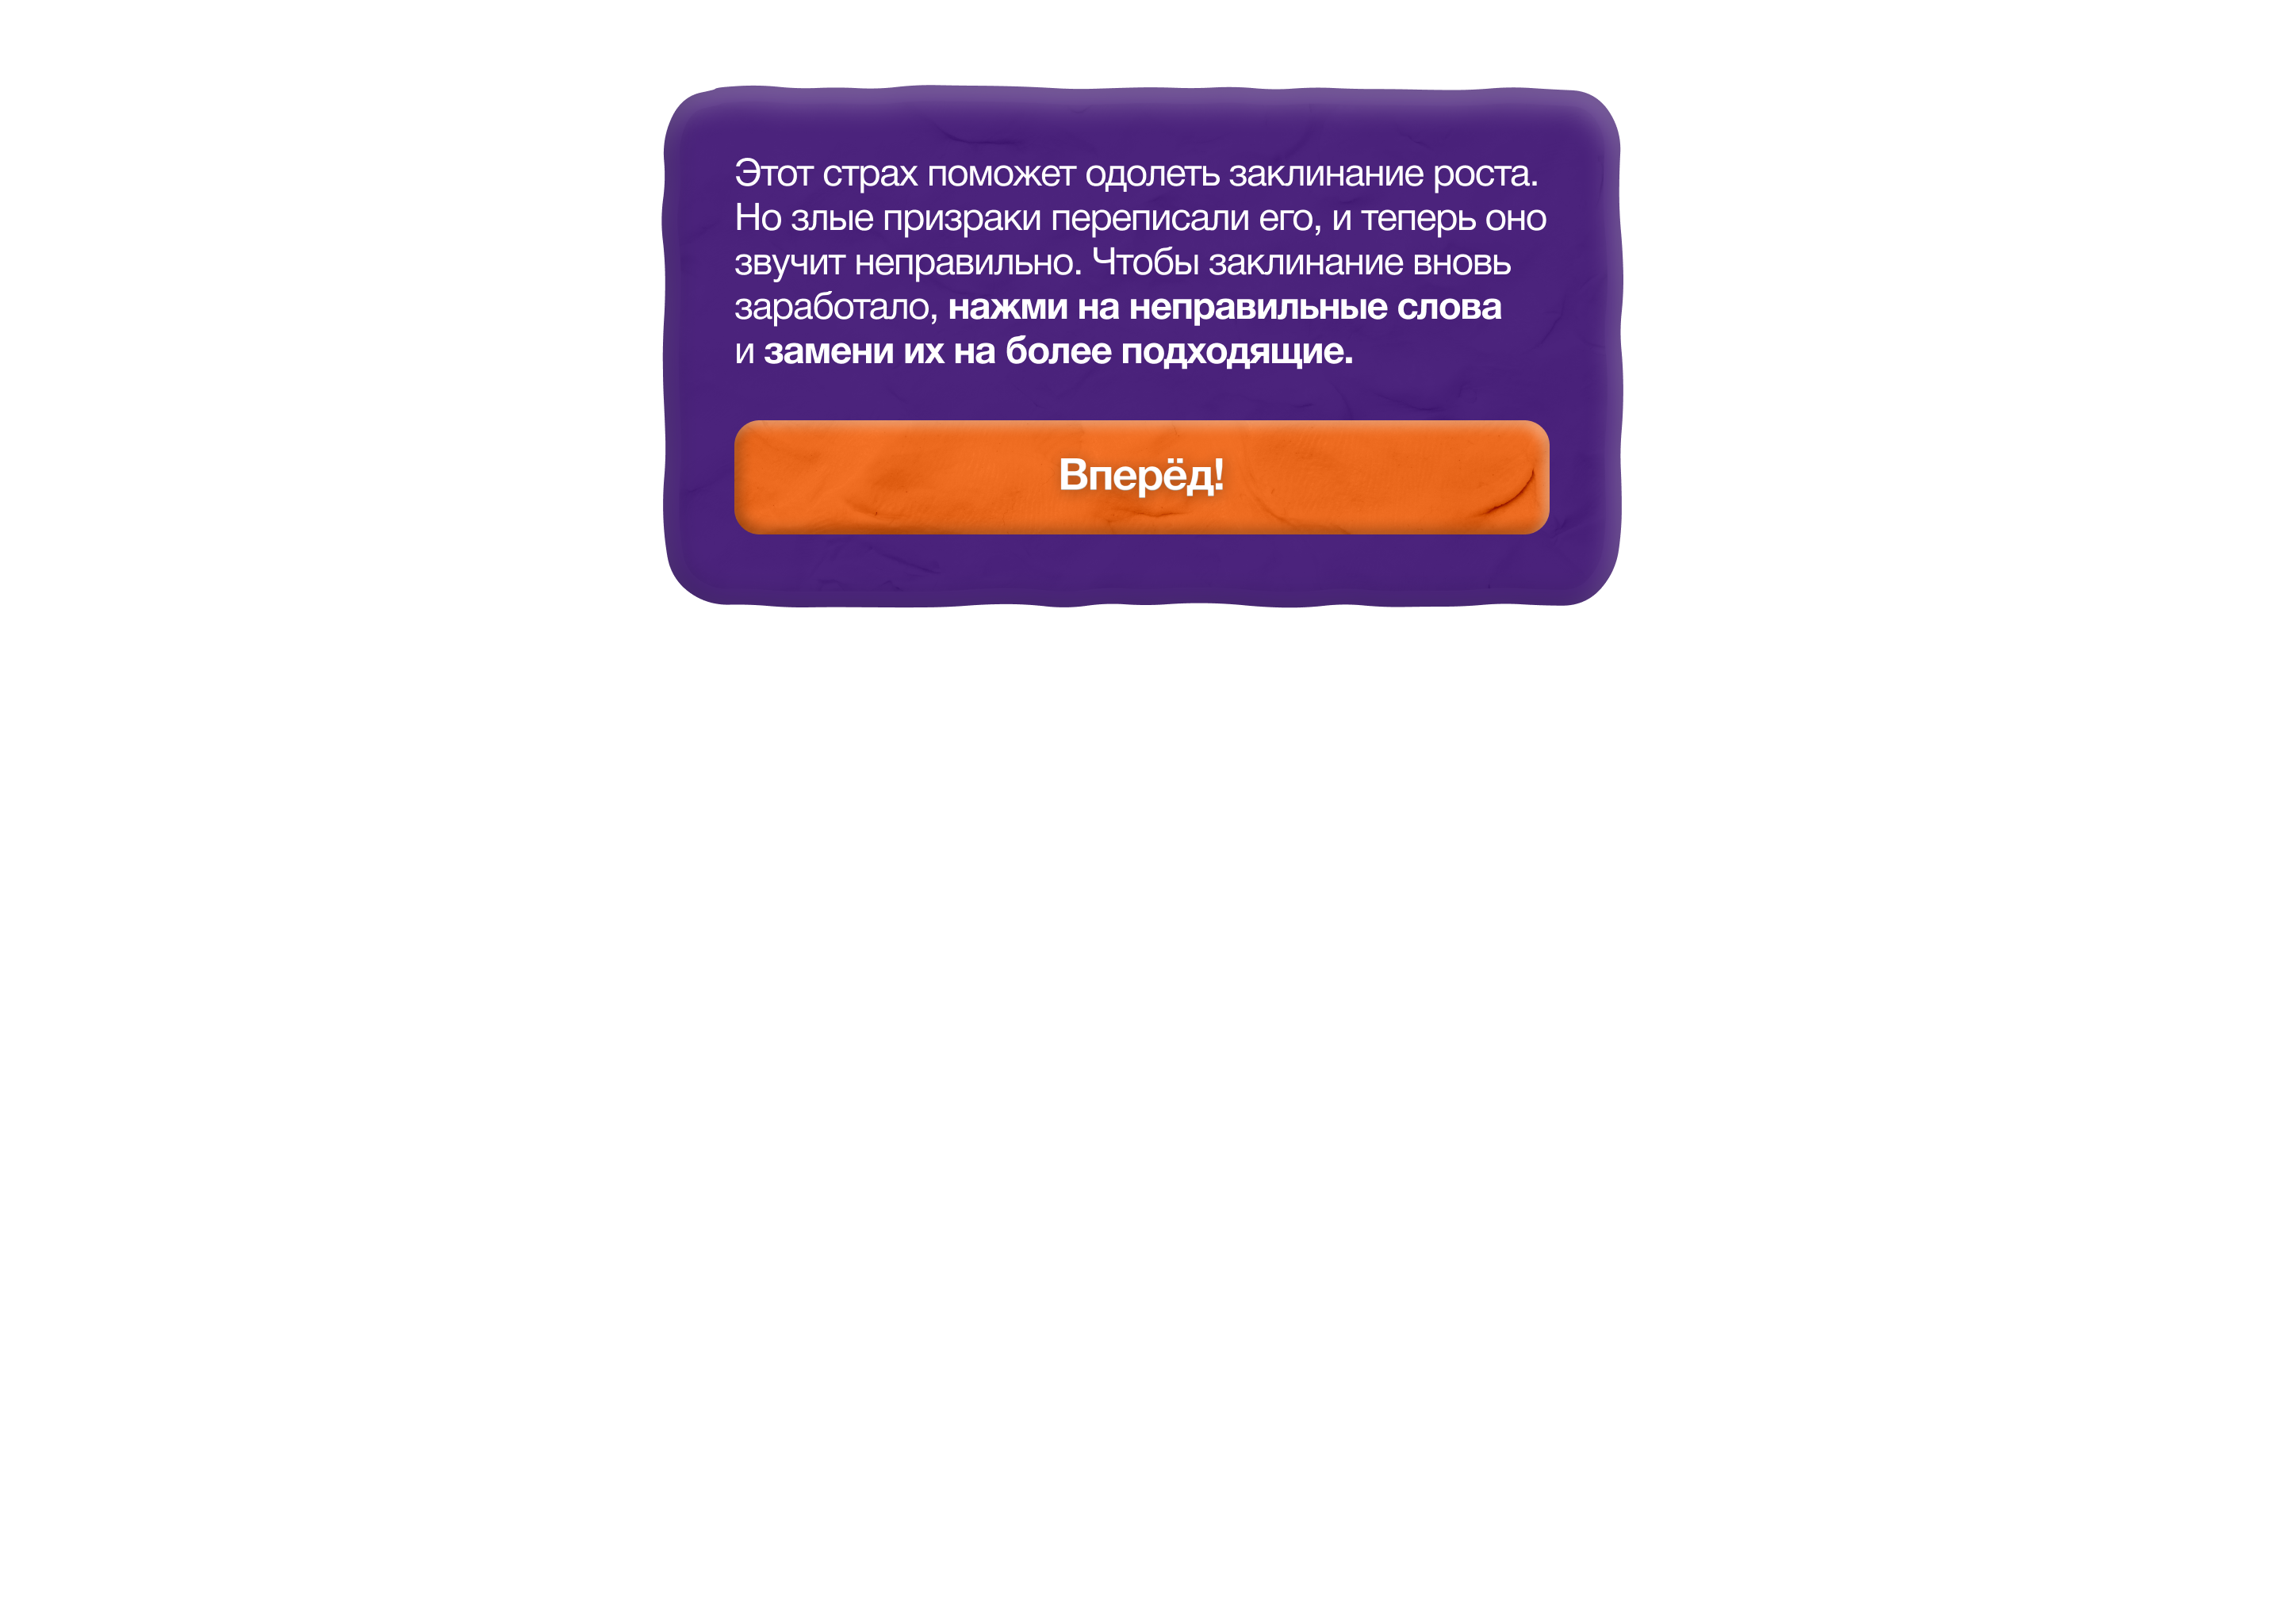 Этот страх поможет одолеть заклинание роста.
Но злые призраки переписали его, и теперь оно
звучит неправильно. Чтобы заклинание вновь
заработало, нажми на неправильные слова
и замени их на более подходящие.
Вперёд!